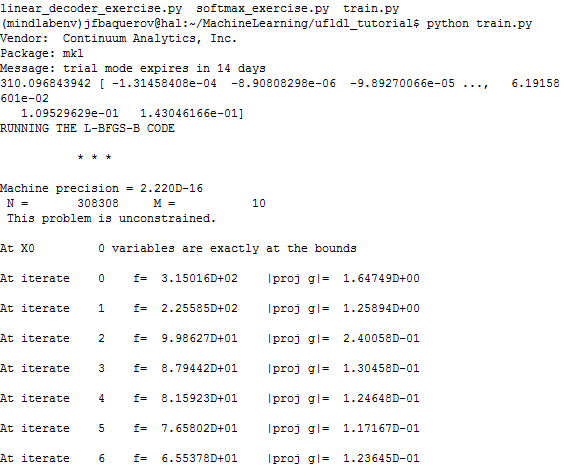 linear_decoder_exercise.py  softmax_exercise.py  train.py
(mindlabenv)jfbaquerov@hal:~/MachineLearning/ufldl_tutorial$ python train.py
Vendor:  Continuum Analytics, Inc.
Package: mkl
Message: trial mode expires in 14 days
310.096843942 [ -1.31458408e-04  -8.90808298e-06  -9.89270066e-05 ...,   6.19158
601e-02
   1.09529629e-01   1.43046166e-01]
RUNNING THE L-BFGS-B CODE
           * * *
Machine precision = 2.220D-16
 N =       308308     M =           10
 This problem is unconstrained.
At X0         0 variables are exactly at the bounds
At iterate    0    f=  3.15016D+02    |proj g|=  1.64749D+00
At iterate    1    f=  2.25585D+02    |proj g|=  1.25894D+00
At iterate    2    f=  9.98627D+01    |proj g|=  2.40058D-01
At iterate    3    f=  8.79442D+01    |proj g|=  1.30458D-01
At iterate    4    f=  8.15923D+01    |proj g|=  1.24648D-01
At iterate    5    f=  7.65802D+01    |proj g|=  1.17167D-01
At iterate    6    f=  6.55378D+01    |proj g|=  1.23645D-01